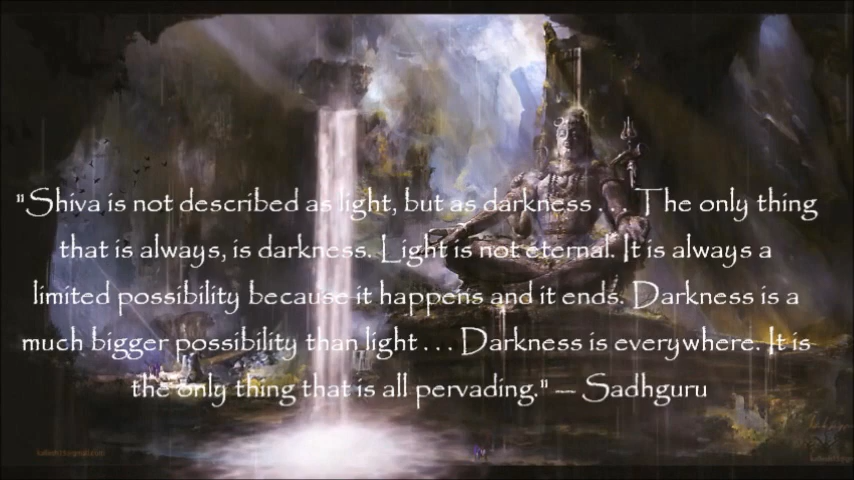 "Shiva is not described as light, but as darkness . . . The only thing
that is always, is darkness. Light is not eternal. It is always a
limited possibility because it happens and it ends. Darkness is a
much bigger possibility than light . . . Darkness is everywhere. It is
the only thing that is all pervading." -- Sadhguru